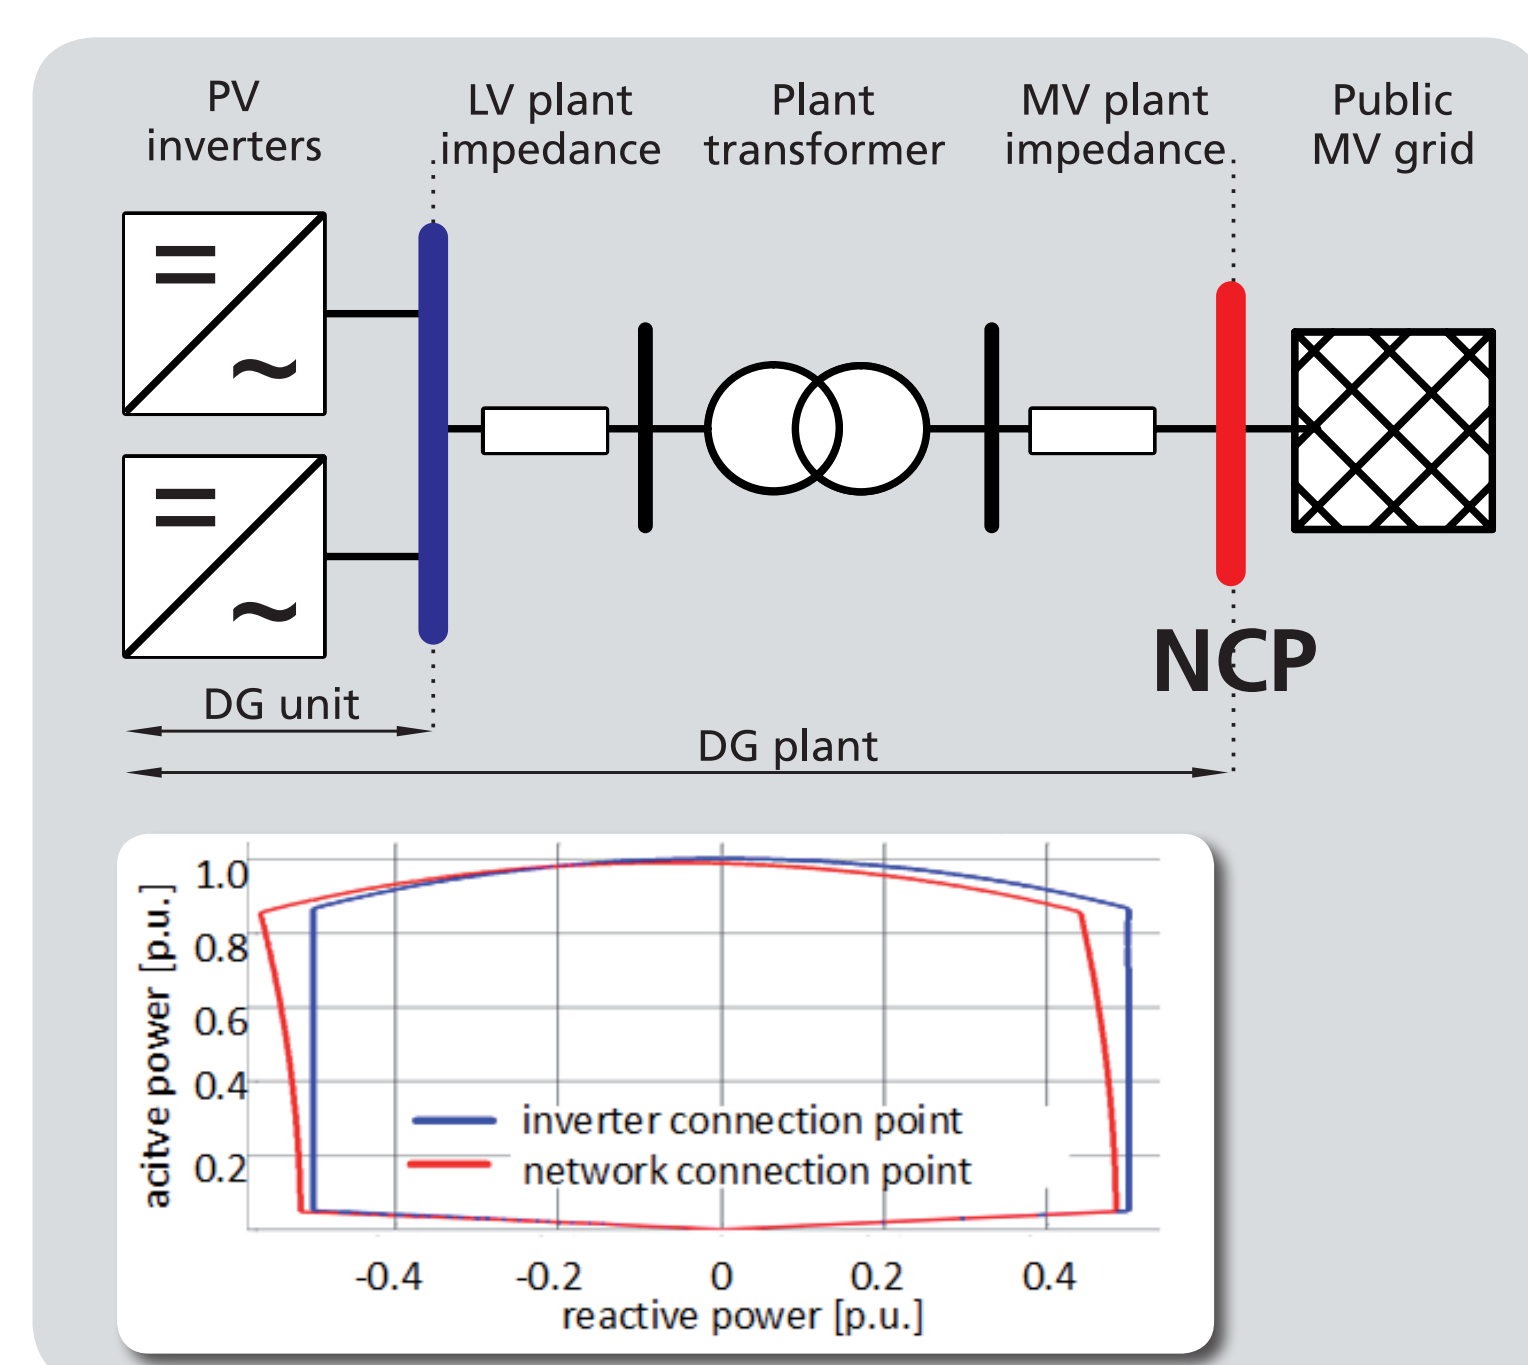 PV
inverters
LV plant
impedance
Plant
transformer
MV plant
impedance
Public
MV grid
=
~
=
~
NCP
DG unit
DG plant
acitve power [p.u.]
1.0
0.8
0.6
0.4
0.2
inverter connection point
network connection point
-0.4
-0.2
0
0.2
0.4
reactive power [p.u.]